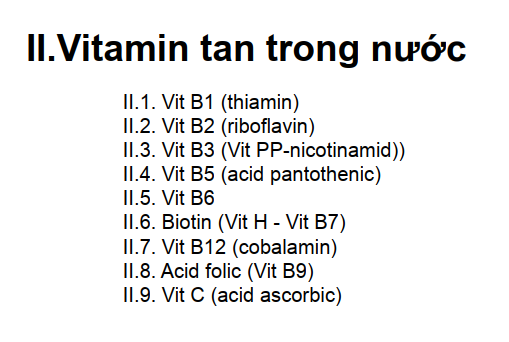 II.Vitamin tan trong nước
II.1. Vit B1 (thiamin)
II.2. Vit B2 (riboflavin)
II.3. Vit B3 (Vit PP-nicotinamid))
II.4. Vit B5 (acid pantothenic)
II.5. Vit B6
II.6. Biotin (Vit H - Vit B7)
II.7. Vit B12 (cobalamin)
II.8. Acid folic (Vit B9)
II.9. Vit C (acid ascorbic)